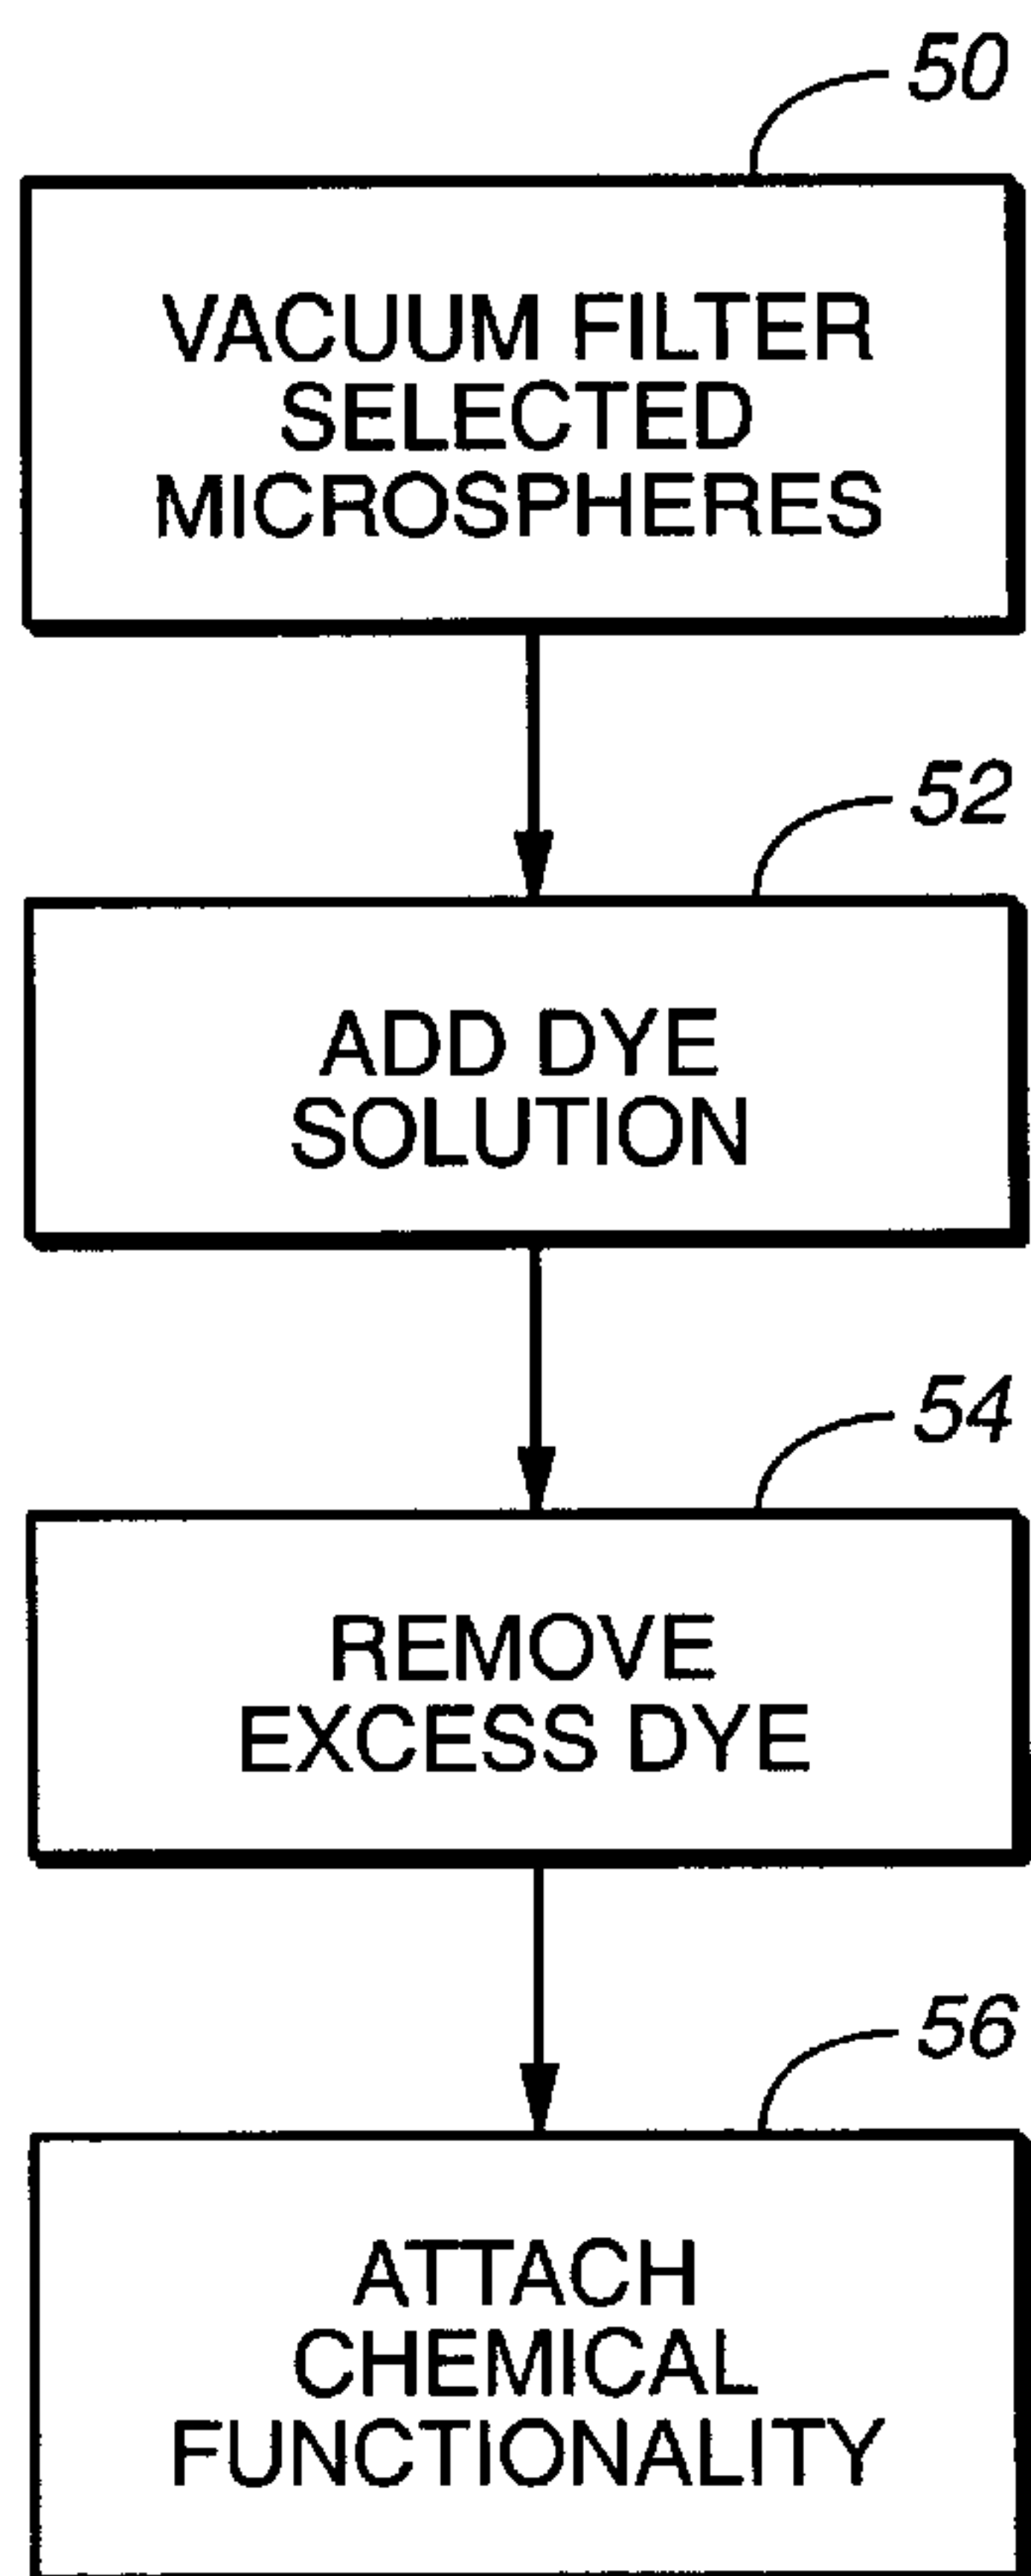 50
VACUUM FILTER
SELECTED
MICROSPHERES
52
ADD DYE
SOLUTION
54
REMOVE
EXCESS DYE
56
ATTACH
CHEMICAL
FUNCTIONALITY